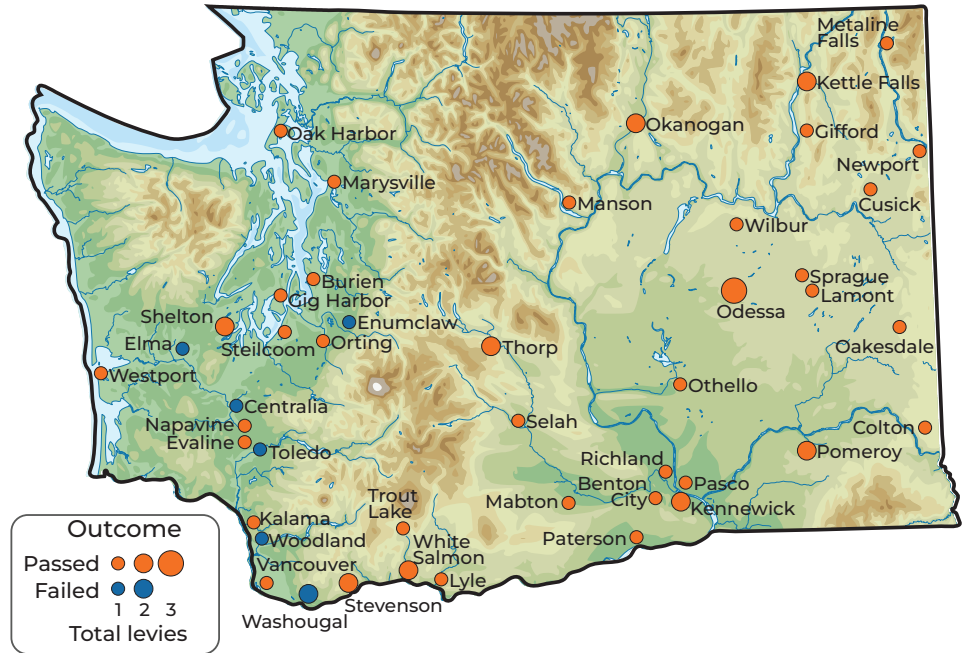 Metaline
Falls
Kettle Falls
Okanogan
Gifford
Oak Harbor
Newport
Marysville
Cusick
Manson
Wilbur
Burien
Sprague
Gig Harbor
Lamont
Shelton
Odessa
Enumclaw
Elma
Steilcoom
Orting
Thorp
Oakesdale
Westport
Othello
Centralia
Napavine
Selah
Colton
Evaline
Toledo
Pomeroy
Richland
Benton
City
Pasco
Trout
Lake
Mabton
Kennewick
Kalama
Woodland
White
Salmon
Paterson
Vancouver
Lyle
Stevenson
Washougal
Outcome
Passed
Failed
1 2 3
Total levies